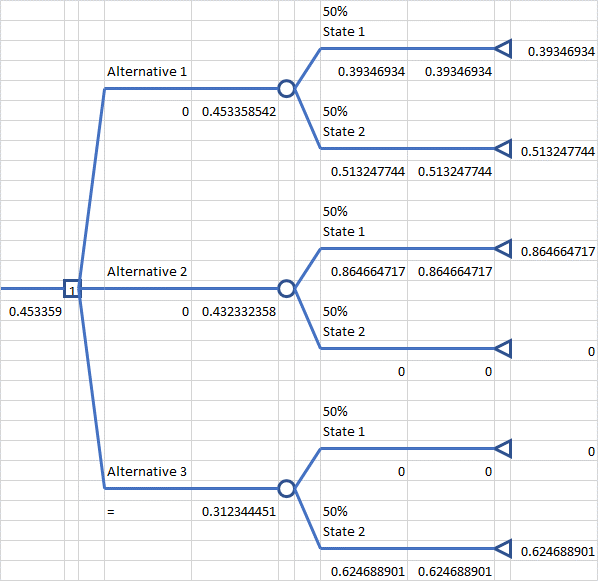 50%
State 1
0.39346934
0.39346934 0.39346934
Alternative 1
0 0.453358542
50%
State 2
0.513247744
0.513247744 0.513247744
50%
State 1
0.864664717
0.864664717 0.864664717
Alternative 2
1
0.453359
0 0.432332358
50%
State 2
0
0 0
50%
State 1
0
0 0
Alternative 3
= 0.312344451
50%
State 2
0.624688901
0.624688901 0.624688901